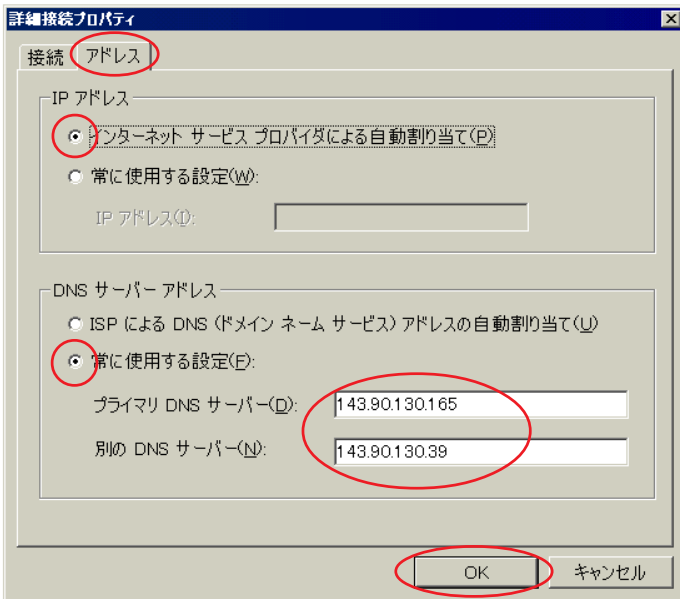 詳細接続プロパティ
接続 アドレス
IP アドレス
インターネット サービス プロバイダによる自動割り当て(P)
常に使用する設定(W):
IP アドレス(I):
DNS サーバー アドレス
ISP による DNS (ドメイン ネーム サービス) アドレスの自動割り当て(U)
常に使用する設定(F):
プライマリ DNS サーバー(D): 143.90.130.165
別の DNS サーバー(N): 143.90.130.39
OK キャンセル